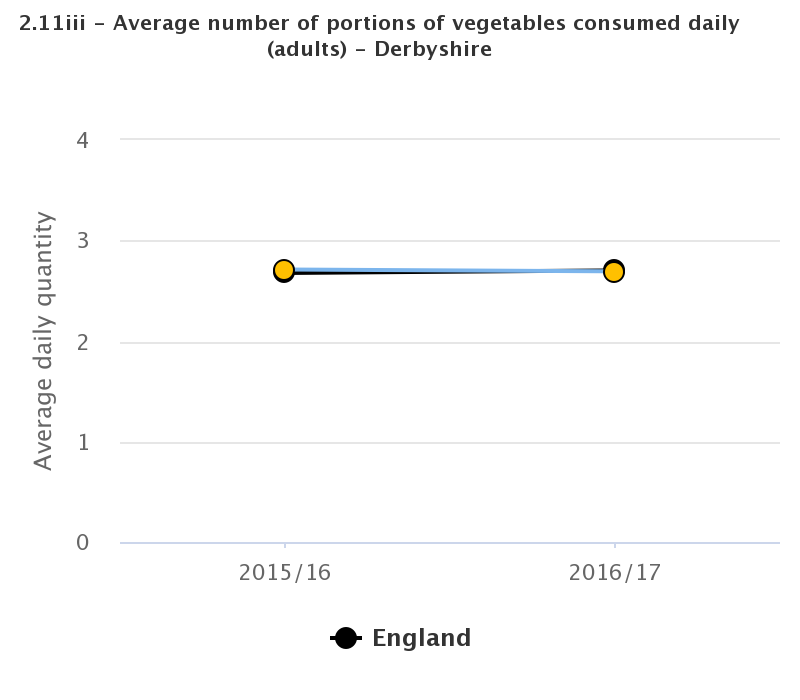 2.11iii – Average number of portions of vegetables consumed daily
(adults) – Derbyshire
Average daily quantity
4
3
2
1
0
2015/16
2016/17
England